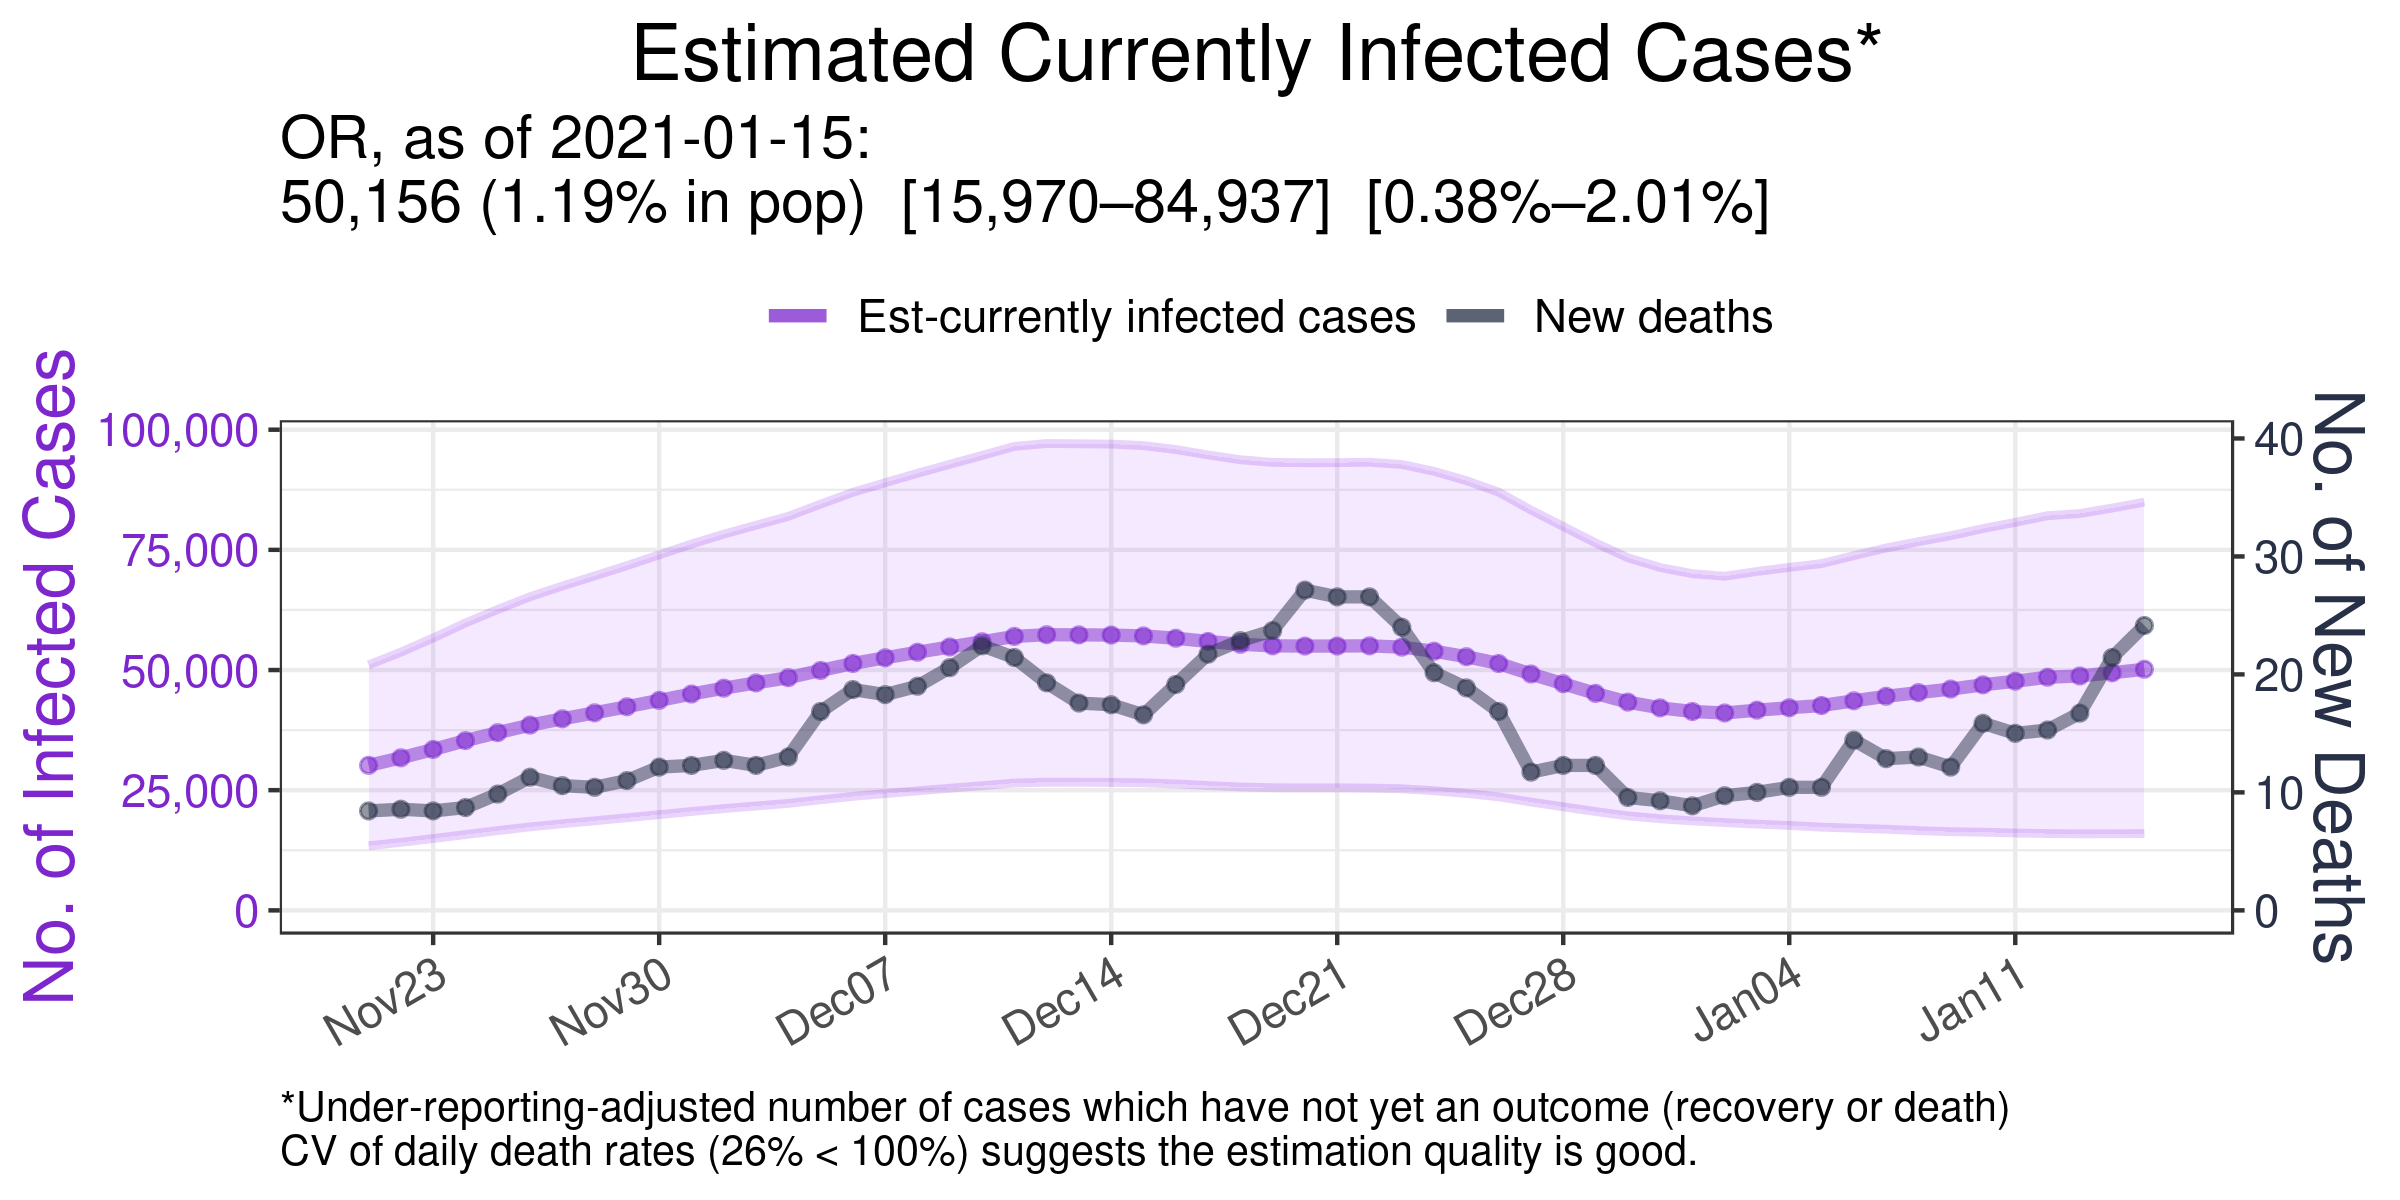 Estimated Currently Infected Cases*
OR, as of 2021-01-15:
50,156 (1.19% in pop)  [15,970–84,937]  [0.38%–2.01%]
Est-currently infected cases
New deaths
No. of Infected Cases
100,000
75,000
50,000
25,000
0
40
30
20
10
0
No. of New Deaths
Nov23
Nov30
Dec07
Dec14
Dec21
Dec28
Jan04
Jan11
*Under-reporting-adjusted number of cases which have not yet an outcome (recovery or death)
CV of daily death rates (26% < 100%) suggests the estimation quality is good.